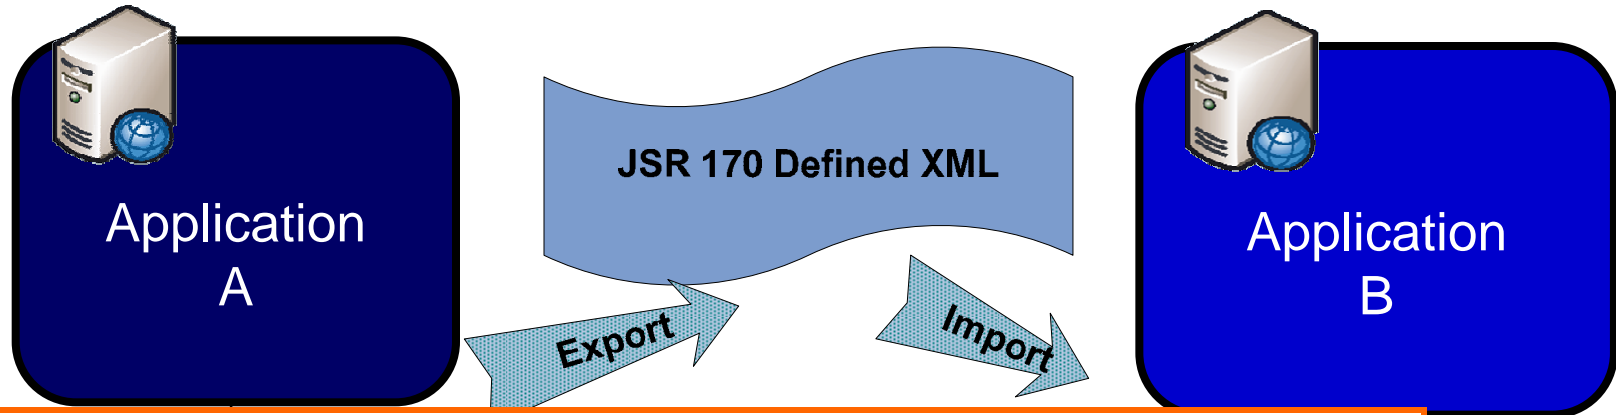 Application
A
JSR 170 Defined XML
Export
Import
Application
B